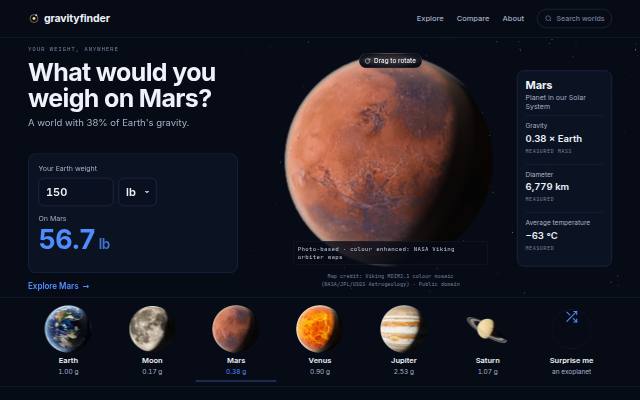 gravityfinder
Explore
Compare
About
Search worlds
YOUR WEIGHT, ANYWHERE
What would you
weigh on Mars?
A world with 38% of Earth's gravity.
Your Earth weight
150
lb
On Mars
56.7 lb
Explore Mars →
Drag to rotate
Photo-based · colour enhanced: NASA Viking
orbiter maps
Map credit: Viking MDIM2.1 colour mosaic
(NASA/JPL/USGS Astrogeology) · Public domain
Mars
Planet in our Solar
System
Gravity
0.38 × Earth
MEASURED MASS
Diameter
6,779 km
MEASURED
Average temperature
−63 °C
MEASURED
Earth
1.00 g
Moon
0.17 g
Mars
0.38 g
Venus
0.90 g
Jupiter
2.53 g
Saturn
1.07 g
Surprise me
an exoplanet